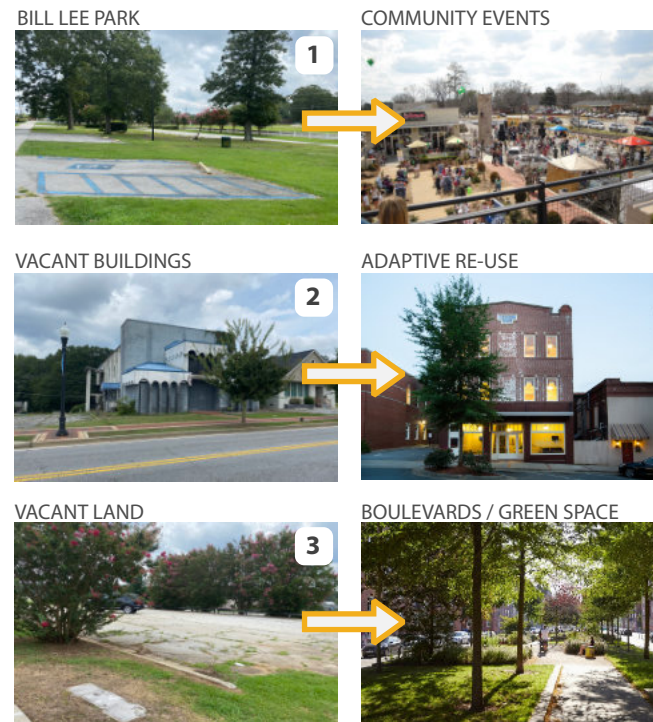 BILL LEE PARK
COMMUNITY EVENTS
1
VACANT BUILDINGS
ADAPTIVE RE-USE
2
VACANT LAND
BOULEVARDS / GREEN SPACE
3